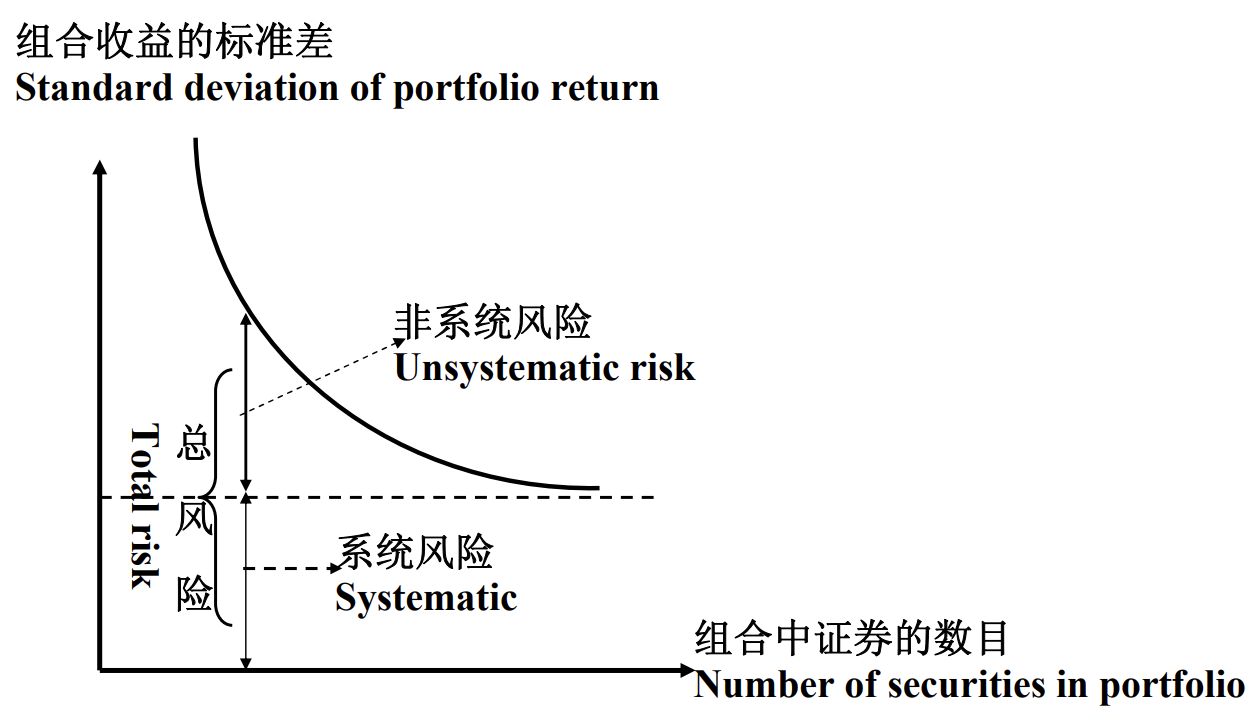 组合收益的标准差
Standard deviation of portfolio return
非系统风险
Unsystematic risk
总风险
Total risk
系统风险
Systematic
组合中证券的数目
Number of securities in portfolio